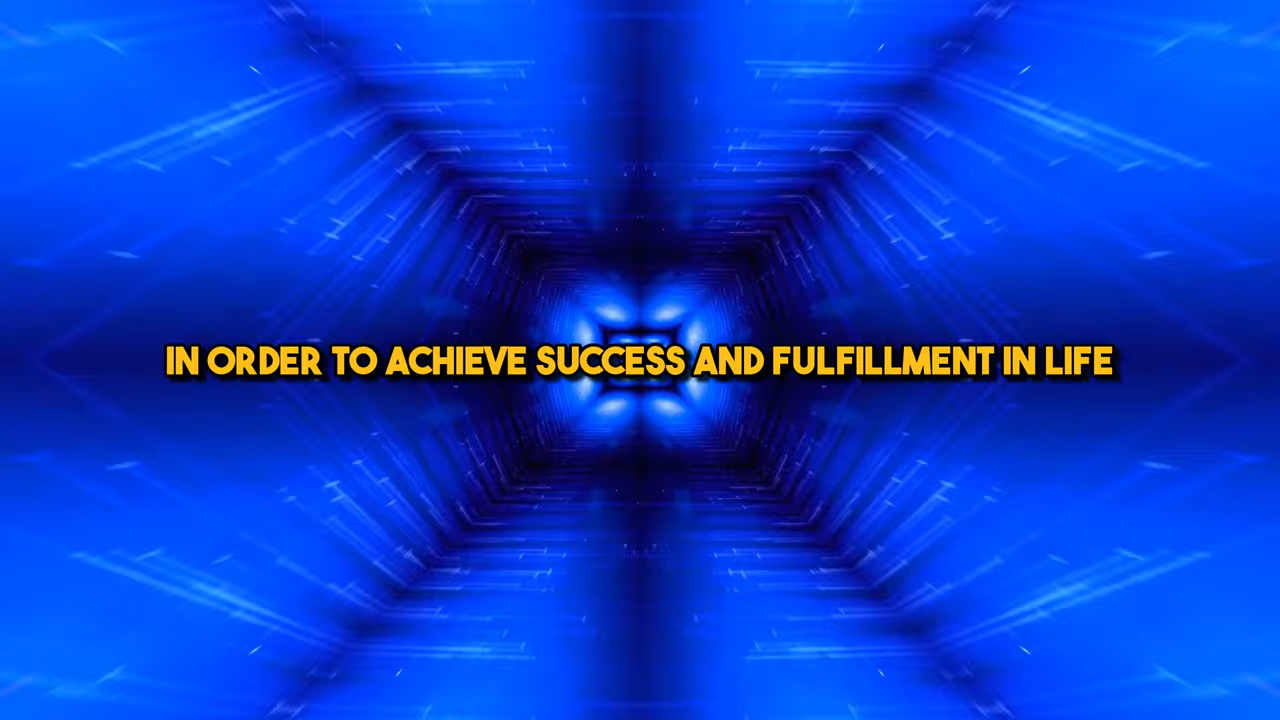 IN ORDER TO ACHIEVE SUCCESS AND FULFILLMENT IN LIFE